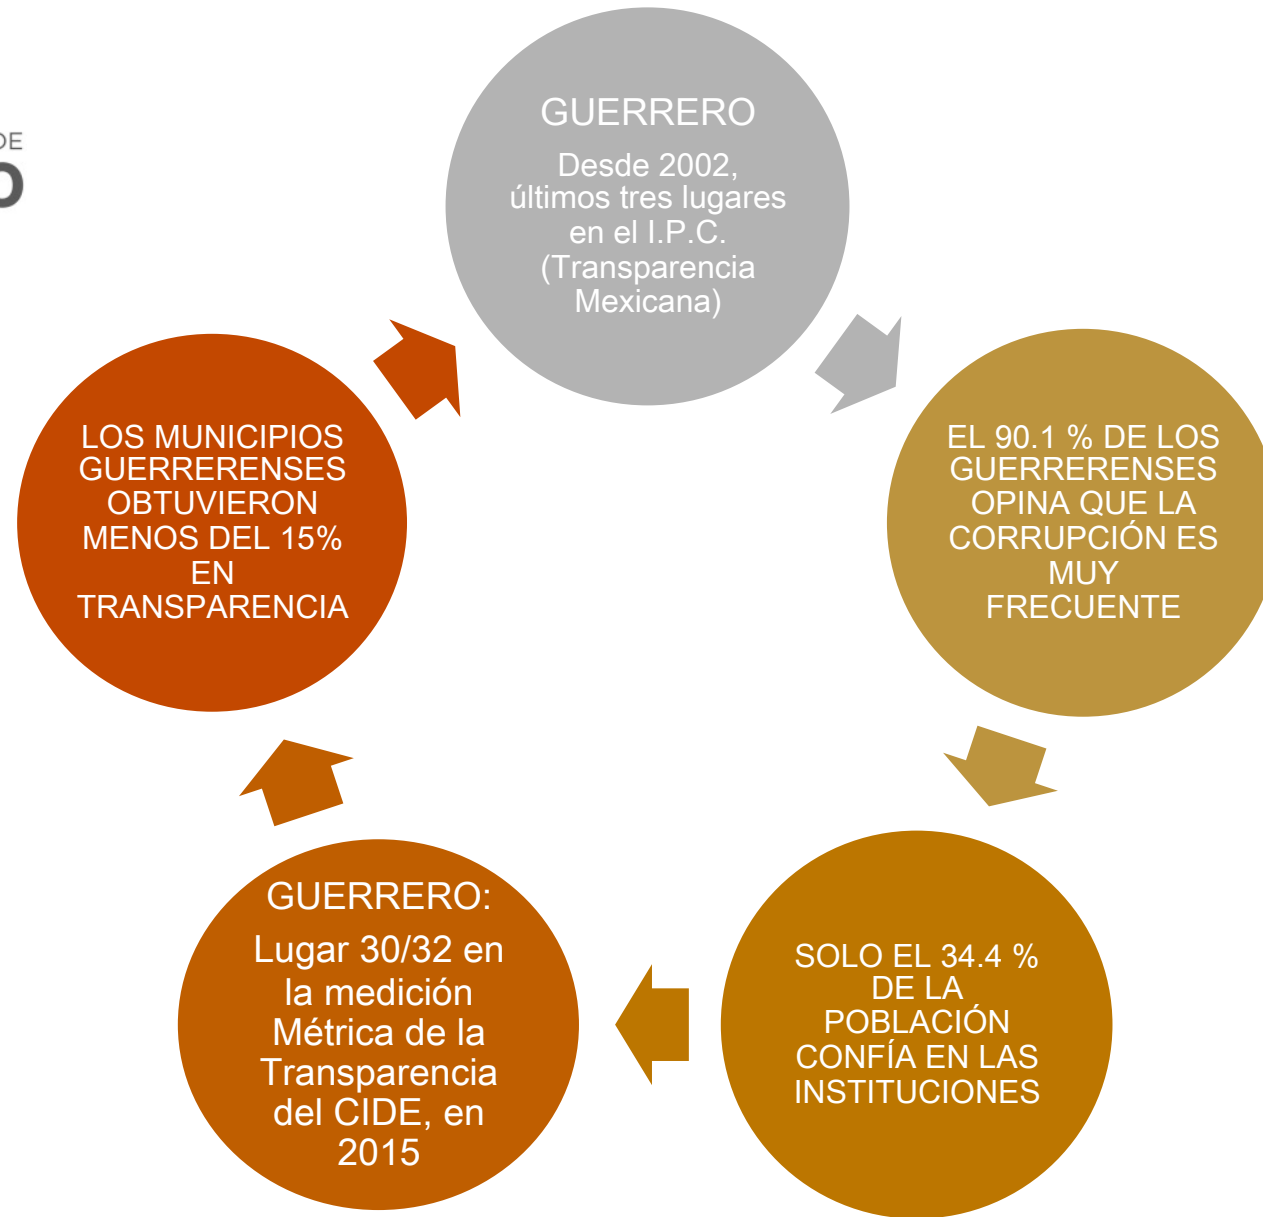 DE
O
GUERRERO
Desde 2002,
últimos tres lugares
en el I.P.C.
(Transparencia
Mexicana)
EL 90.1 % DE LOS
GUERRERENSES
OPINA QUE LA
CORRUPCIÓN ES
MUY
FRECUENTE
SOLO EL 34.4 %
DE LA
POBLACIÓN
CONFÍA EN LAS
INSTITUCIONES
GUERRERO:
Lugar 30/32 en
la medición
Métrica de la
Transparencia
del CIDE, en
2015
LOS MUNICIPIOS
GUERRERENSES
OBTUVIERON
MENOS DEL 15%
EN
TRANSPARENCIA